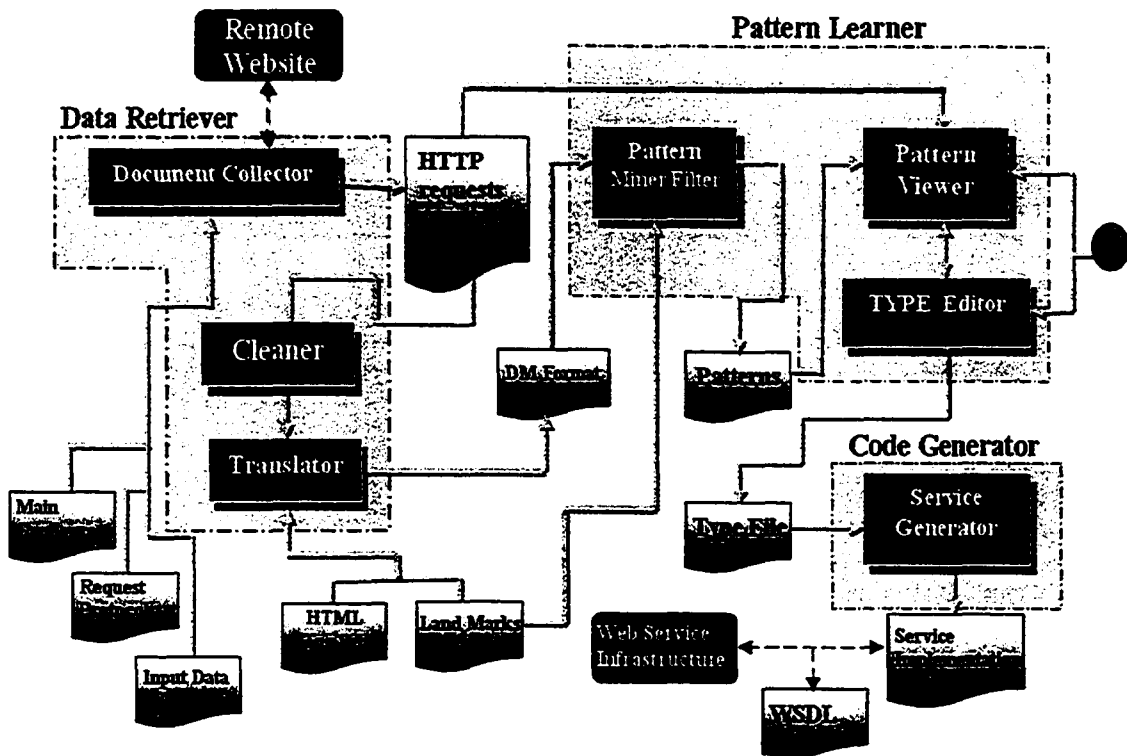 Remote
Website
Pattern Learner
Data Retriever
Document Collector
HTTP
requests
Pattern
Miner Filter
Pattern
Viewer
TYPE Editor
Cleaner
DM Format
Patterns
Translator
Code Generator
Main
Service
Generator
Type File
Request
HTML
Land Marks
Web Service
Infrastructure
Service
Input Data
WSDL